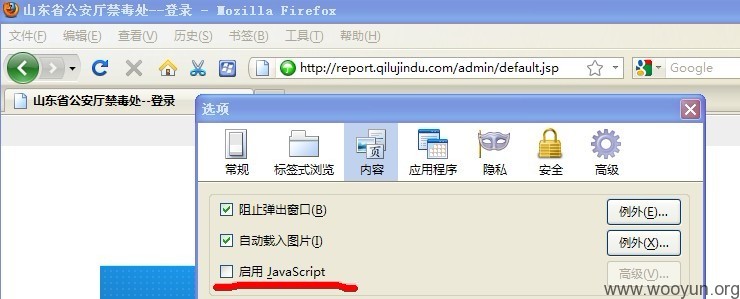 山东省公安厅禁毒处--登录 - Mozilla Firefox
文件(F) 编辑(E) 查看(V) 历史(S) 书签(B) 工具(T) 帮助(H)
http://report.qilujindu.com/admin/default.jsp Google
山东省公安厅禁毒处--登录
选项
常规 标签式浏览 内容 应用程序 隐私 安全 高级
阻止弹出窗口(B) 例外(E)...
自动载入图片(I) 例外(X)...
启用 JavaScript 高级(V)...
www.wooyun.org